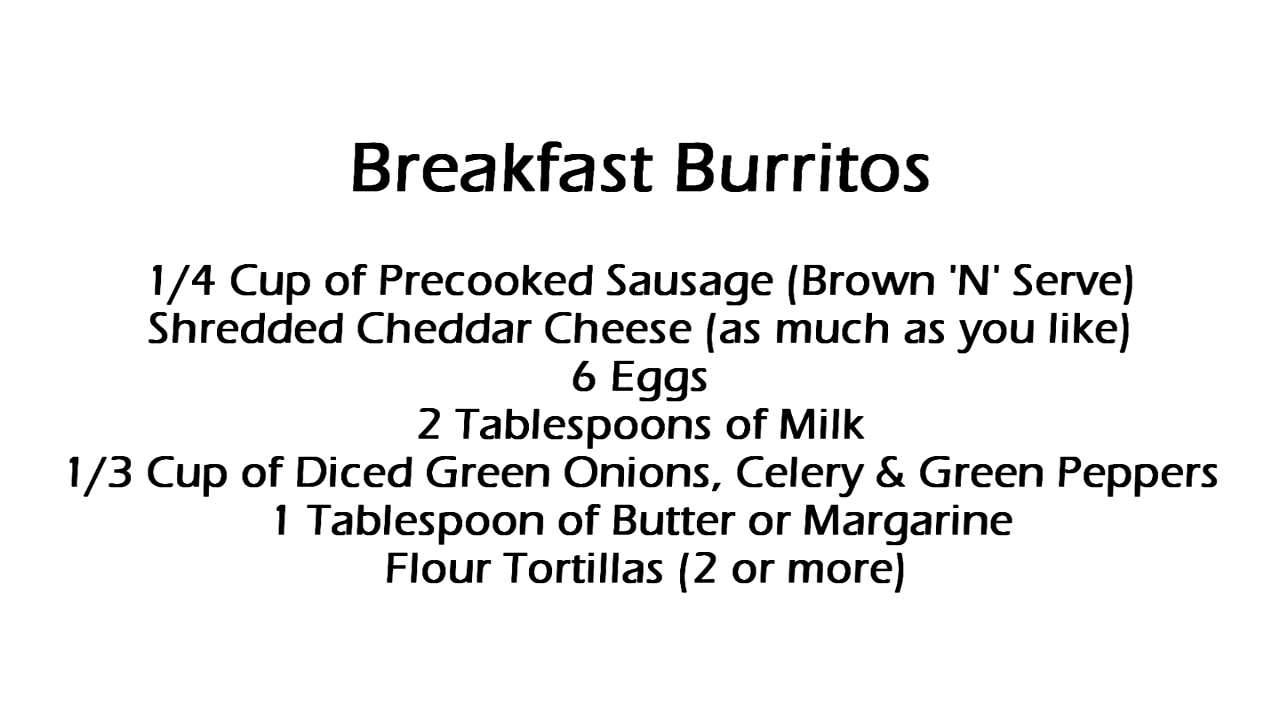 Breakfast Burritos
1/4 Cup of Precooked Sausage (Brown 'N' Serve)
Shredded Cheddar Cheese (as much as you like)
6 Eggs
2 Tablespoons of Milk
1/3 Cup of Diced Green Onions, Celery & Green Peppers
1 Tablespoon of Butter or Margarine
Flour Tortillas (2 or more)